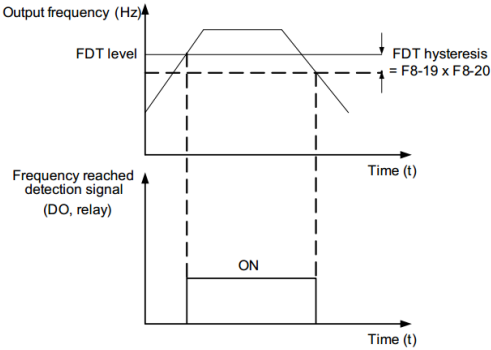 Output frequency (Hz)
FDT level
FDT hysteresis
= F8-19 x F8-20
Time (t)
Frequency reached
detection signal
(DO, relay)
ON
Time (t)